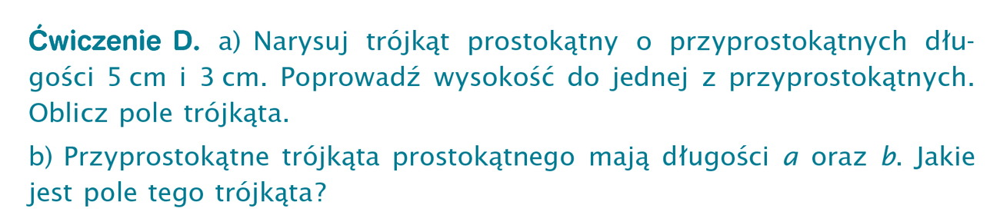 Ćwiczenie D. a) Narysuj trójkąt prostokątny o przyprostokątnych dłu-
gości 5 cm i 3 cm. Poprowadź wysokość do jednej z przyprostokątnych.
Oblicz pole trójkąta.
b) Przyprostokątne trójkąta prostokątnego mają długości a oraz b. Jakie
jest pole tego trójkąta?